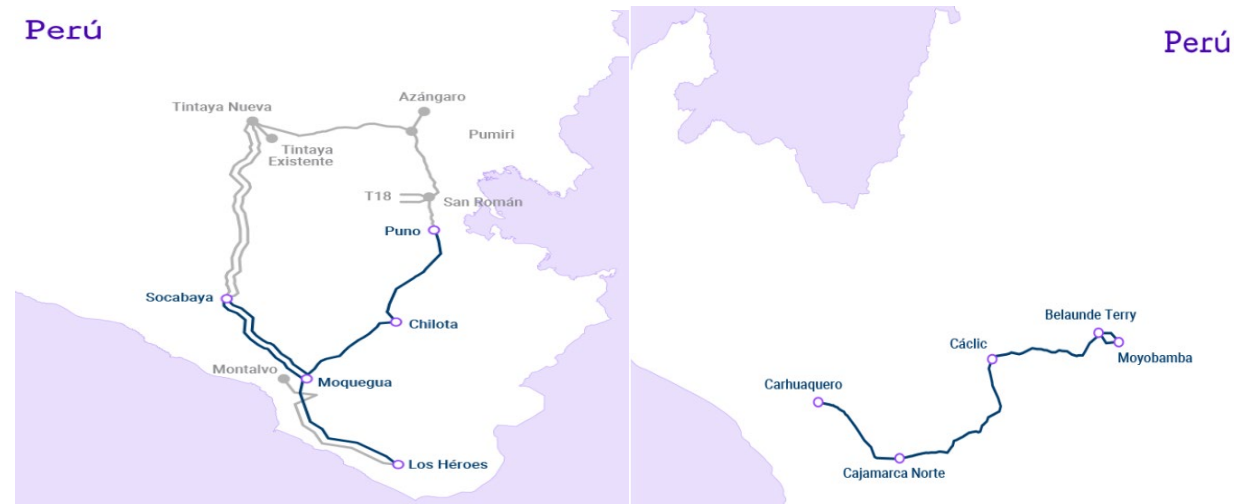 Perú
Azángaro
Tintaya Nueva
Pumiri
Tintaya
Existente
T18
San Román
Puno
Socabaya
Chilota
Montalvo
Moquegua
Los Héroes
Perú
Belaunde Terry
Cáclic
Moyobamba
Carhuaquero
Cajamarca Norte